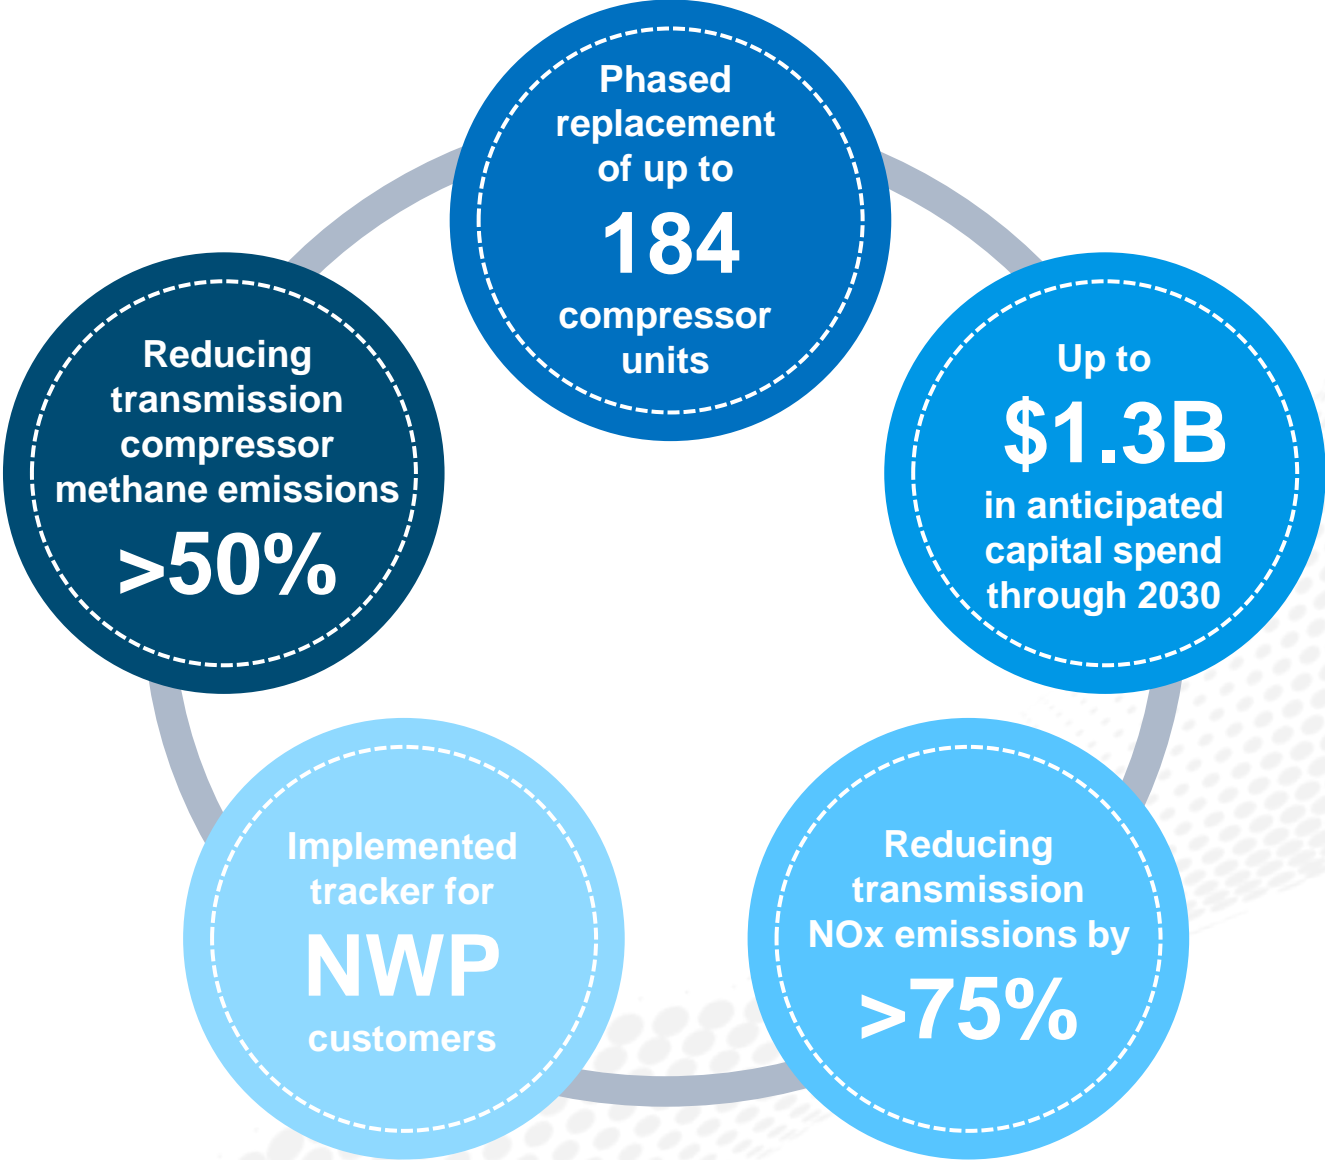 Phased
replacement
of up to
184
compressor
units
Up to
$1.3B
in anticipated
capital spend
through 2030
Reducing
transmission
NOx emissions by
>75%
Implemented
tracker for
NWP
customers
Reducing
transmission
compressor
methane emissions
>50%